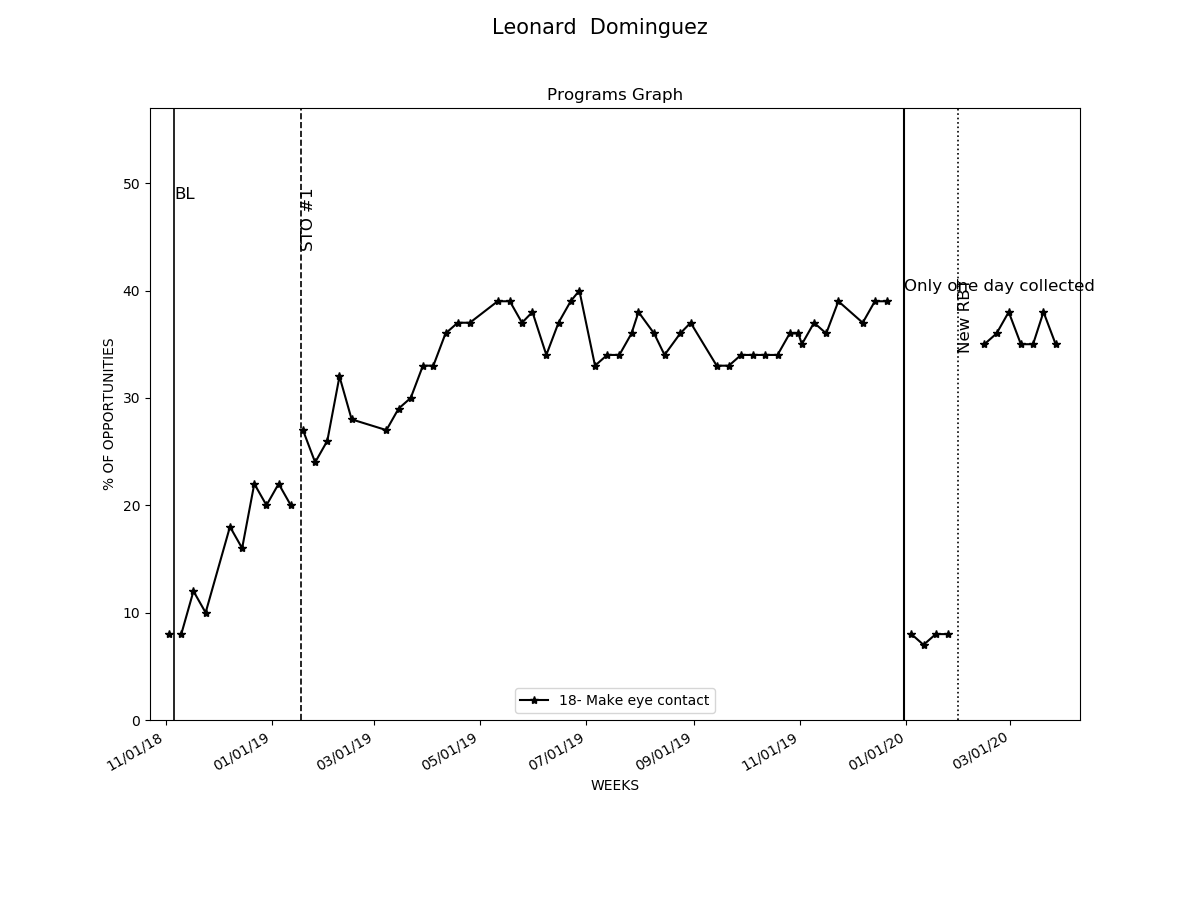 Leonard  Dominguez
Programs Graph
BL
STO #1
Only one day collected
New RBT
% OF OPPORTUNITIES
50
40
30
20
10
0
18- Make eye contact
11/01/18
01/01/19
03/01/19
05/01/19
07/01/19
09/01/19
11/01/19
01/01/20
03/01/20
WEEKS